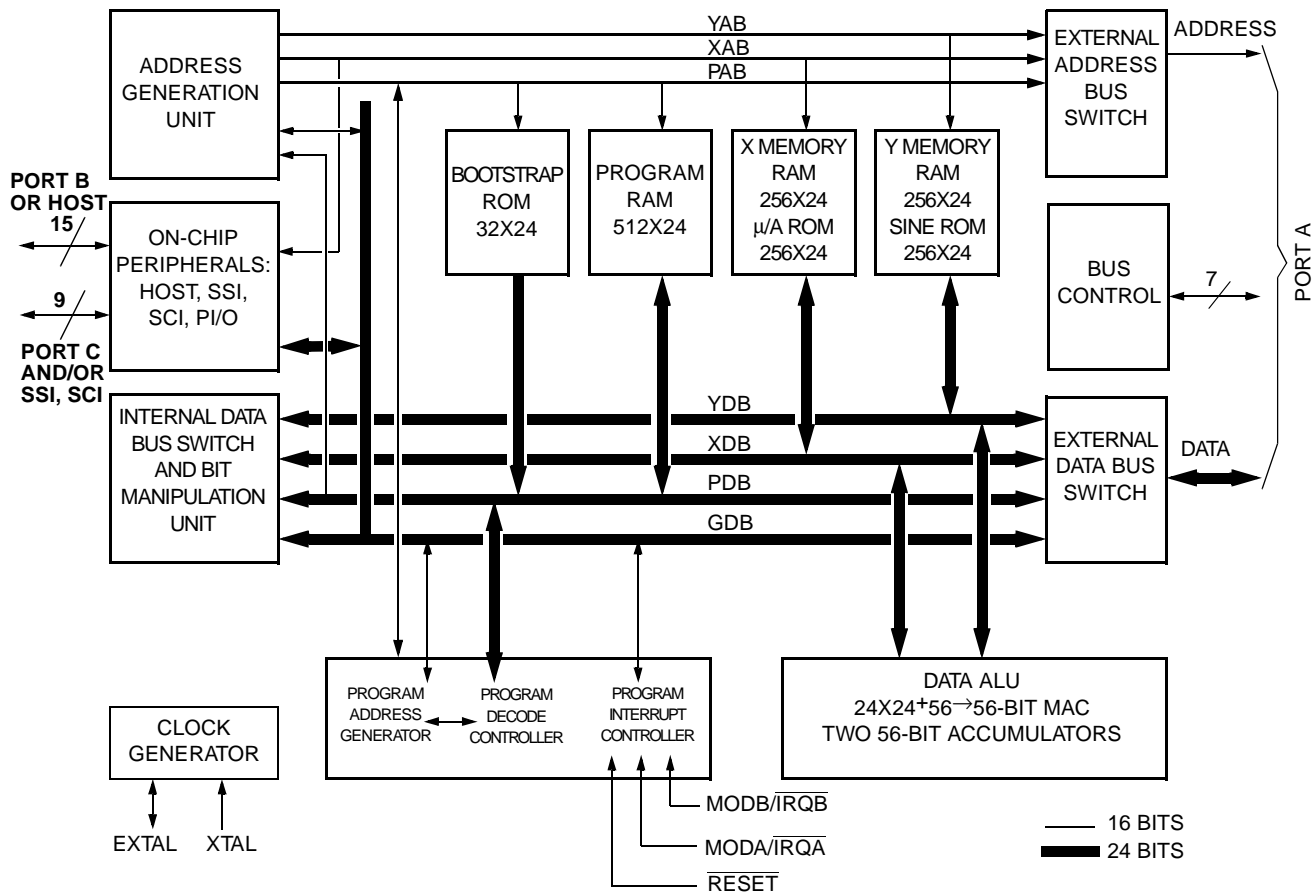 YAB
XAB
PAB
ADDRESS
GENERATION
UNIT
EXTERNAL
ADDRESS
BUS
SWITCH
ADDRESS
PORT B
OR HOST
15
BOOTSTRAP
ROM
32X24
PROGRAM
RAM
512X24
X MEMORY
RAM
256X24
µ/A ROM
256X24
Y MEMORY
RAM
256X24
SINE ROM
256X24
ON-CHIP
PERIPHERALS:
HOST, SSI,
SCI, PI/O
9
PORT C
AND/OR
SSI, SCI
BUS
CONTROL
7
PORT A
INTERNAL DATA
BUS SWITCH
AND BIT
MANIPULATION
UNIT
YDB
XDB
PDB
GDB
EXTERNAL
DATA BUS
SWITCH
DATA
PROGRAM
ADDRESS
GENERATOR
PROGRAM
DECODE
CONTROLLER
PROGRAM
INTERRUPT
CONTROLLER
DATA ALU
24X24+56→56-BIT MAC
TWO 56-BIT ACCUMULATORS
CLOCK
GENERATOR
EXTAL
XTAL
MODB/IRQB
MODA/IRQA
RESET
16 BITS
24 BITS